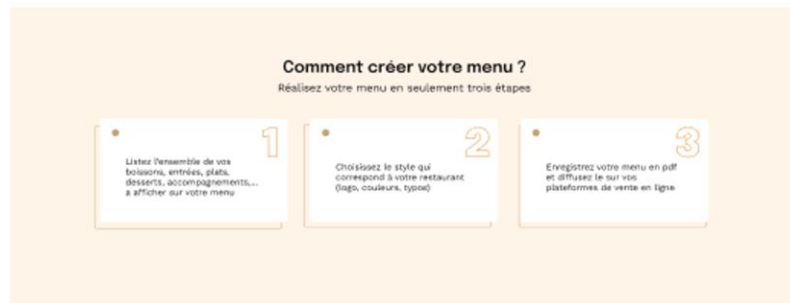 Comment créer votre menu ?
Réalisez votre menu en seulement trois étapes
1
Listez l'ensemble de vos
boissons, entrées, plats,
desserts, accompagnements,...
a afficher sur votre menu
2
Choisissez le style qui
correspond à votre restaurant
(logo, couleurs, typos)
3
Enregistrez votre menu en pdf
et diffusez le sur vos
plateformes de vente en ligne